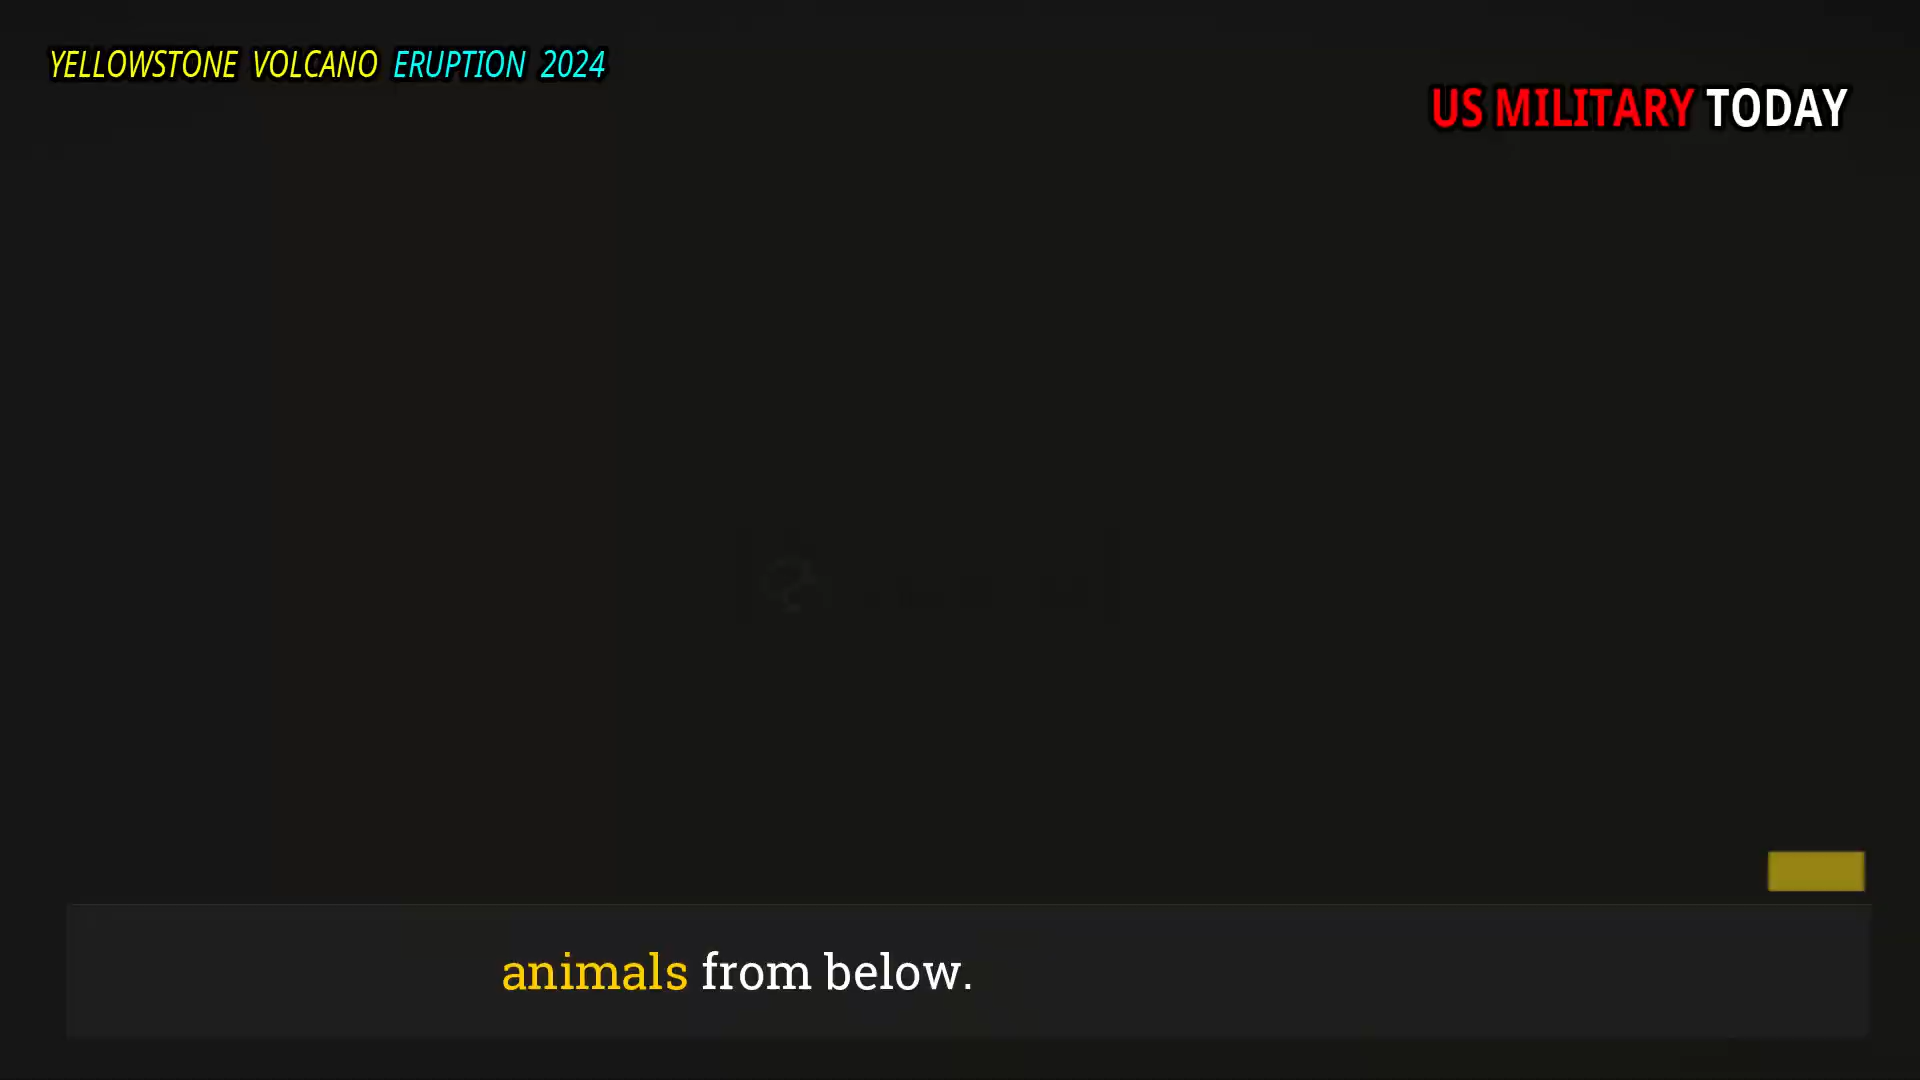 YELLOWSTONE VOLCANO ERUPTION 2024
US MILITARY TODAY
animals from below.